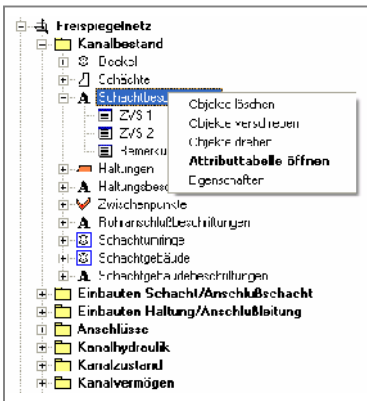 Freispiegelnetz
Kanalbestand
Deckel
Schächte
Schachtbesc
ZVS 1
ZVS 2
Bemerku
Objekte löschen
Objekte verschieben
Objekte drehen
Attributtabelle öffnen
Eigenschaften
Haltungen
Haltungsbesc
Zwischenpunkte
Rohranschlußbeschriftungen
Schachtumringe
Schachtgebäude
Schachtgebäudebeschriftungen
Einbauten Schacht/Anschlußschacht
Einbauten Haltung/Anschlußleitung
Anschlüsse
Kanalhydraulik
Kanalzustand
Kanalvermögen